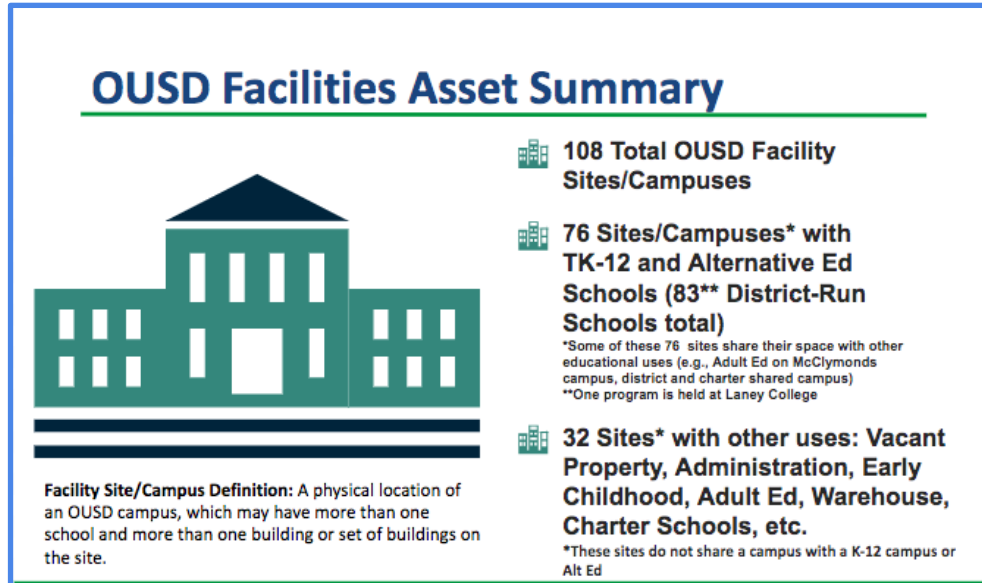 OUSD Facilities Asset Summary
108 Total OUSD Facility
Sites/Campuses
76 Sites/Campuses* with
TK-12 and Alternative Ed
Schools (83** District-Run
Schools total)
*Some of these 76 sites share their space with other
educational uses (e.g., Adult Ed on McClymonds
campus, district and charter shared campus)
**One program is held at Laney College
32 Sites* with other uses: Vacant
Property, Administration, Early
Childhood, Adult Ed, Warehouse,
Charter Schools, etc.
*These sites do not share a campus with a K-12 campus or
Alt Ed
Facility Site/Campus Definition: A physical location of
an OUSD campus, which may have more than one
school and more than one building or set of buildings on
the site.